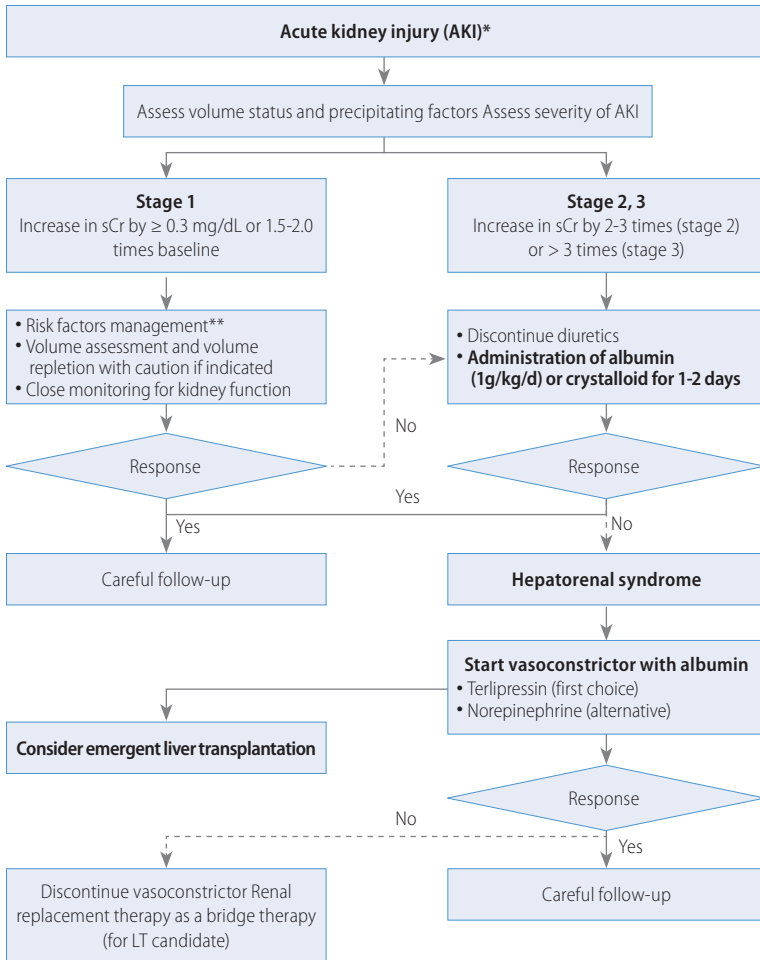 Acute kidney injury (AKI)*
Assess volume status and precipitating factors Assess severity of AKI
Stage 1
Increase in sCr by ≥ 0.3 mg/dL or 1.5-2.0
times baseline
Stage 2, 3
Increase in sCr by 2-3 times (stage 2)
or > 3 times (stage 3)
• Risk factors management**
• Volume assessment and volume
repletion with caution if indicated
• Close monitoring for kidney function
• Discontinue diuretics
• Administration of albumin
(1g/kg/d) or crystalloid for 1-2 days
No
Response
Response
Yes
Yes
No
Careful follow-up
Hepatorenal syndrome
Start vasoconstrictor with albumin
• Terlipressin (first choice)
• Norepinephrine (alternative)
Consider emergent liver transplantation
Response
No
Yes
Discontinue vasoconstrictor Renal
replacement therapy as a bridge therapy
(for LT candidate)
Careful follow-up